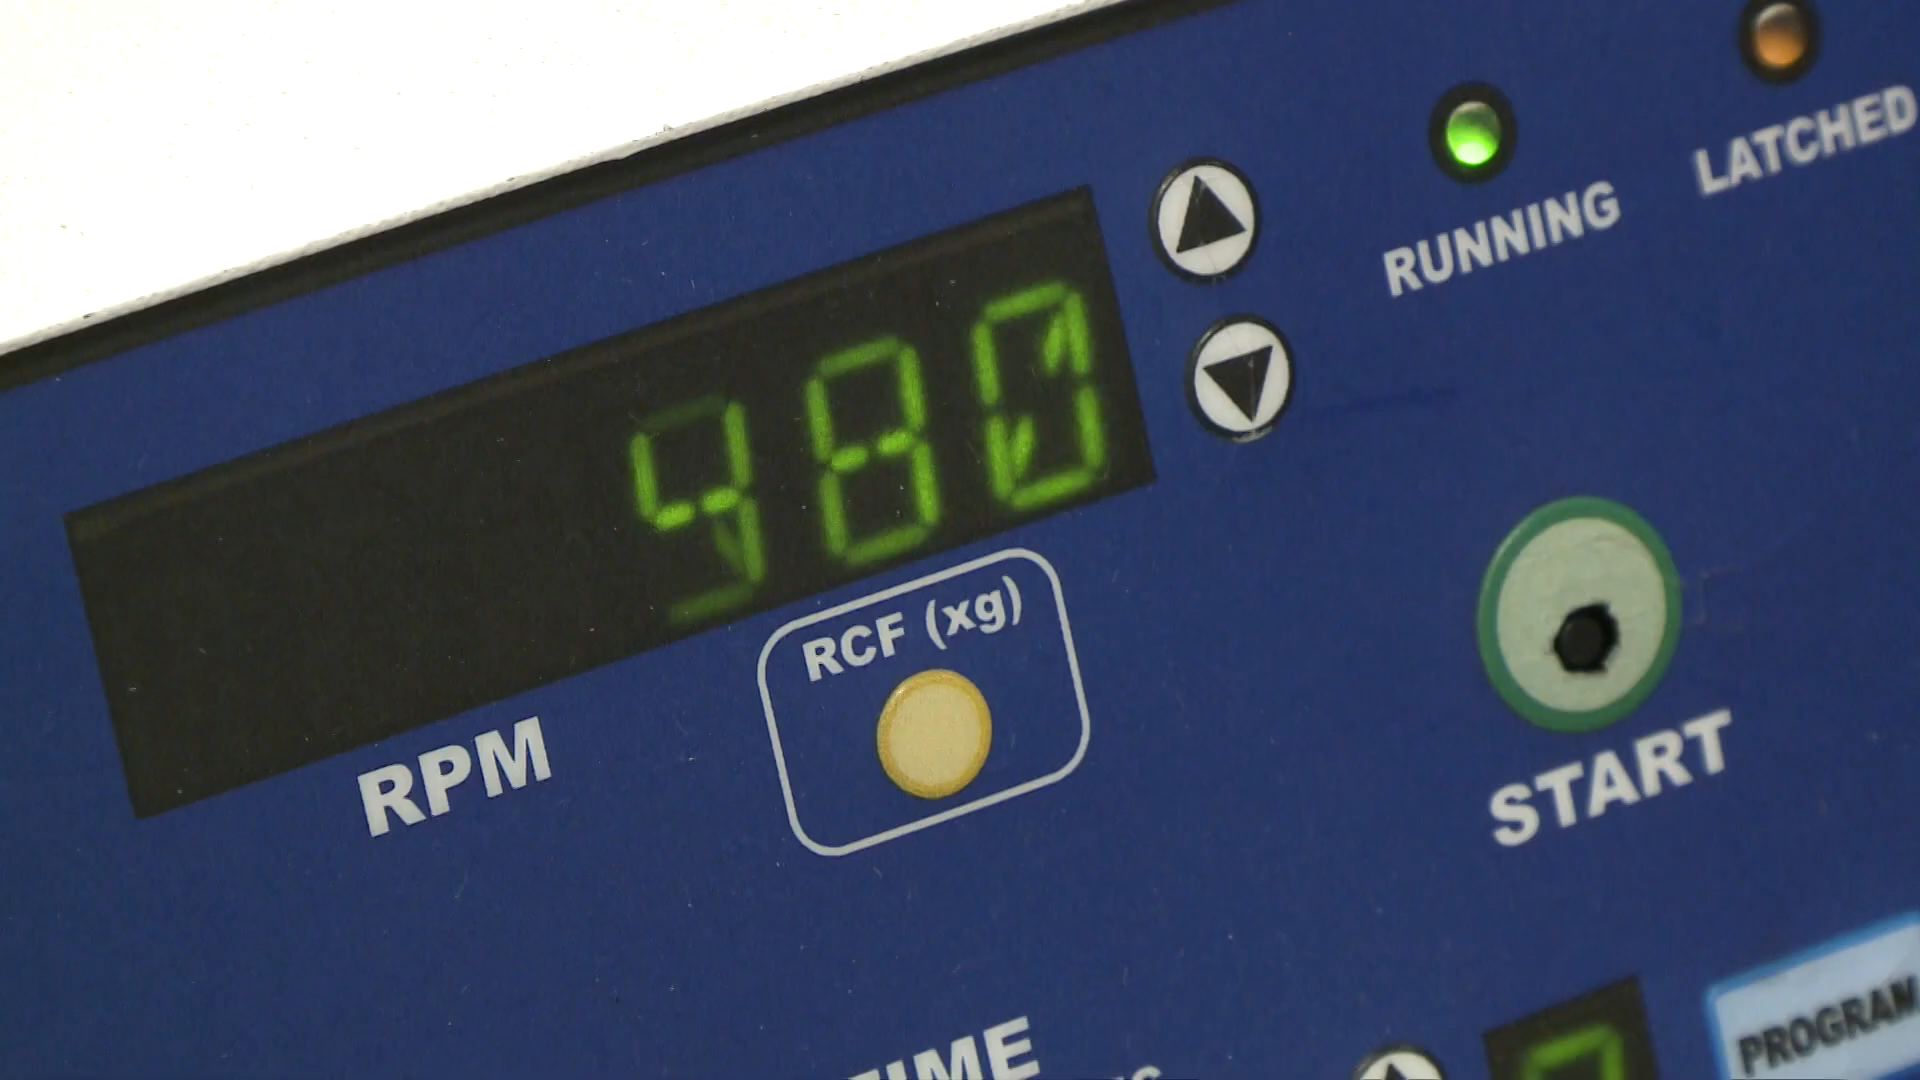 LATCHED
RUNNING
980
RCF (xg)
RPM
START
PROGRAM